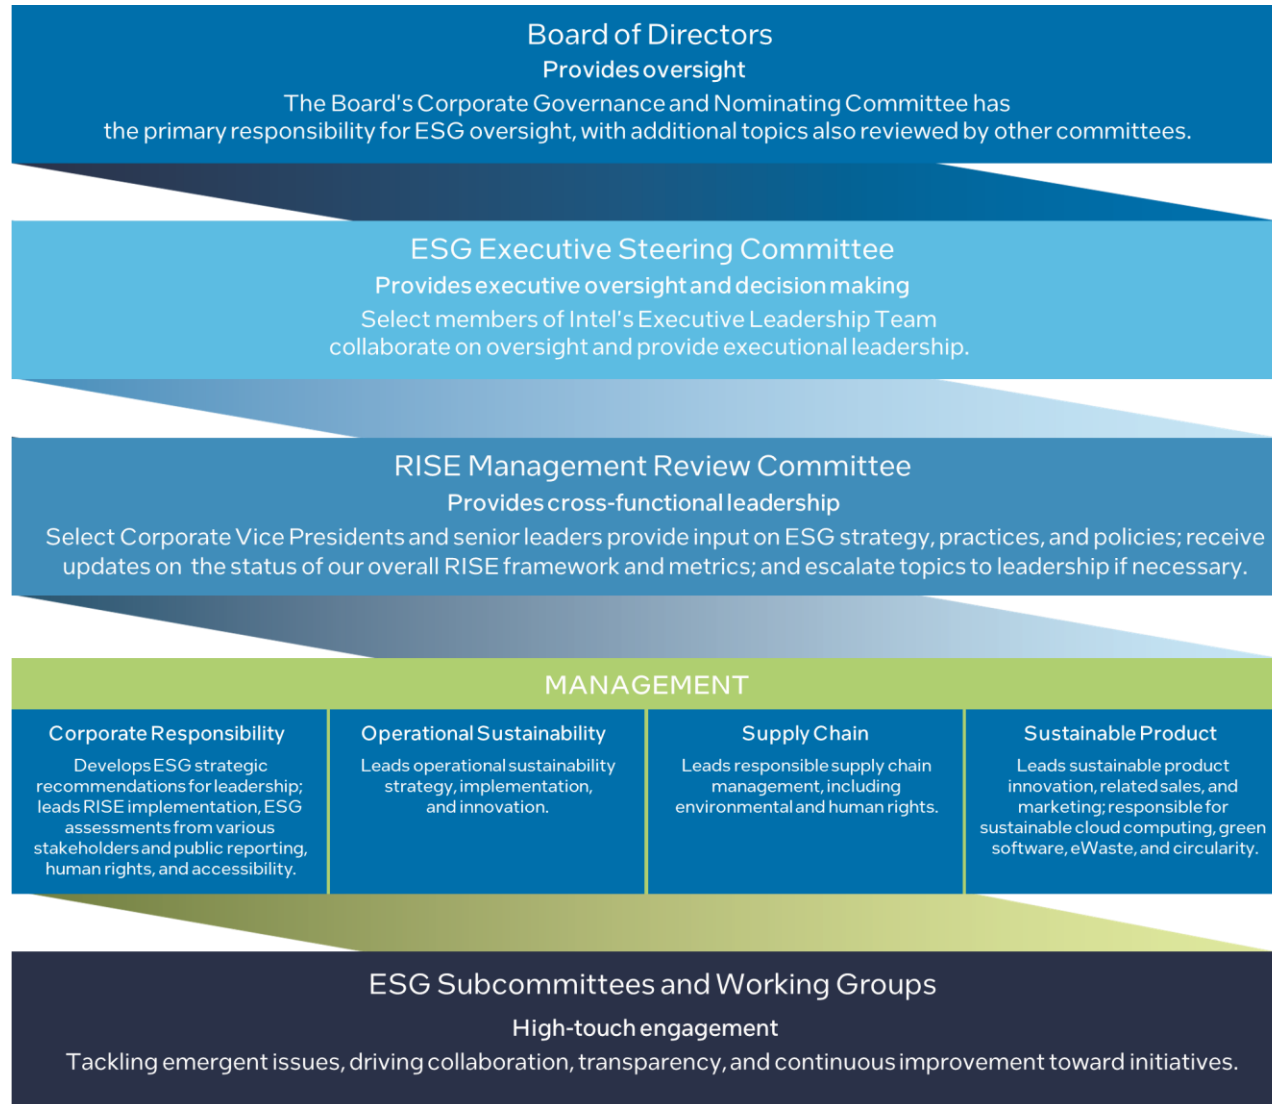 Board of Directors
Provides oversight
The Board's Corporate Governance and Nominating Committee has
the primary responsibility for ESG oversight, with additional topics also reviewed by other committees.
ESG Executive Steering Committee
Provides executive oversight and decision making
Select members of Intel's Executive Leadership Team
collaborate on oversight and provide executional leadership.
RISE Management Review Committee
Provides cross-functional leadership
Select Corporate Vice Presidents and senior leaders provide input on ESG strategy, practices, and policies; receive
updates on the status of our overall RISE framework and metrics; and escalate topics to leadership if necessary.
MANAGEMENT
Corporate Responsibility
Develops ESG strategic
recommendations for leadership;
leads RISE implementation, ESG
assessments from various
stakeholders and public reporting,
human rights, and accessibility.
Operational Sustainability
Leads operational sustainability
strategy, implementation,
and innovation.
Supply Chain
Leads responsible supply chain
management, including
environmental and human rights.
Sustainable Product
Leads sustainable product
innovation, related sales, and
marketing; responsible for
sustainable cloud computing, green
software, eWaste, and circularity.
ESG Subcommittees and Working Groups
High-touch engagement
Tackling emergent issues, driving collaboration, transparency, and continuous improvement toward initiatives.